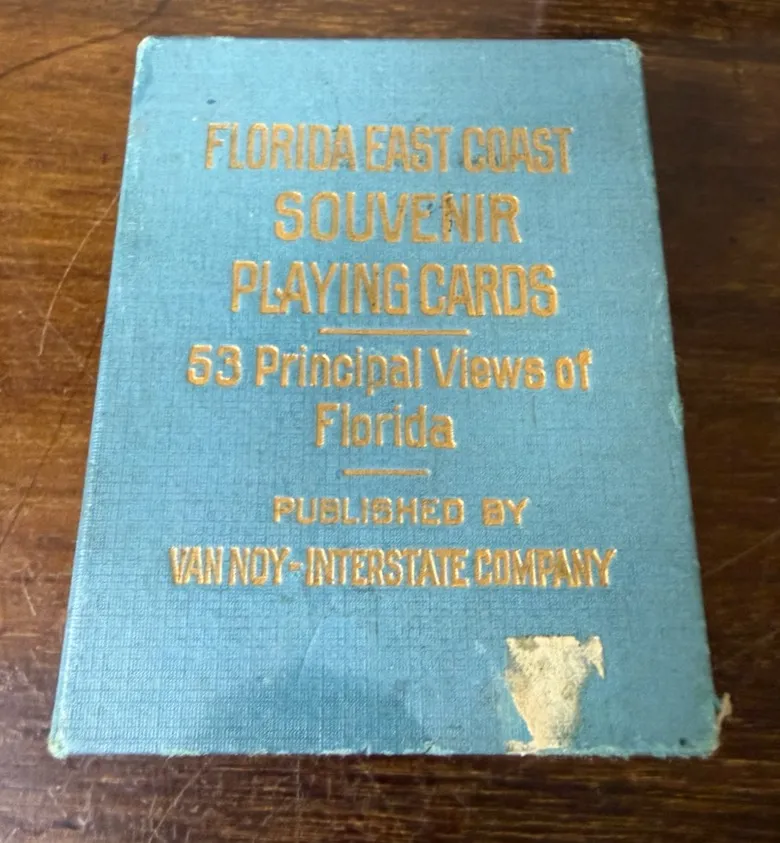 FLORIDA EAST COAST
SOUVENIR
PLAYING CARDS
53 Principal Views of
Florida
PUBLISHED BY
VAN NOY-INTERSTATE COMPANY